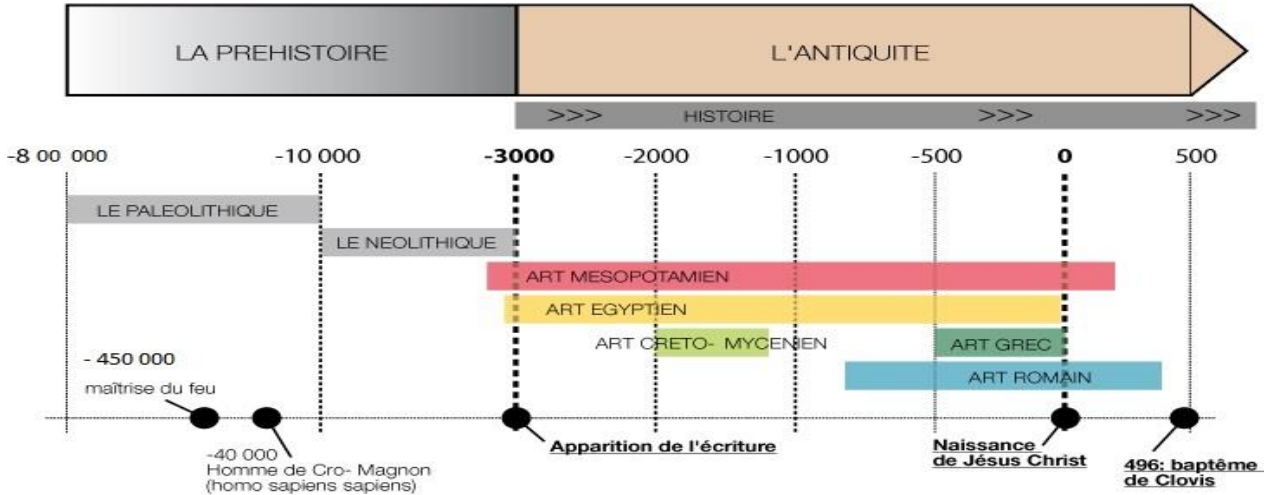 LA PREHISTOIRE
L'ANTIQUITE
>>> HISTOIRE >>> >>>
-8 00 000 -10 000 -3000 -2000 -1000 -500 0 500
LE PALEOLITHIQUE
LE NEOLITHIQUE
ART MESOPOTAMIEN
ART EGYPTIEN
ART CRETO- MYCENIEN
ART GREC
ART ROMAIN
- 450 000
maîtrise du feu
-40 000
Homme de Cro- Magnon
(homo sapiens sapiens)
Apparition de l'écriture
Naissance
de Jésus Christ
496: baptême
de Clovis